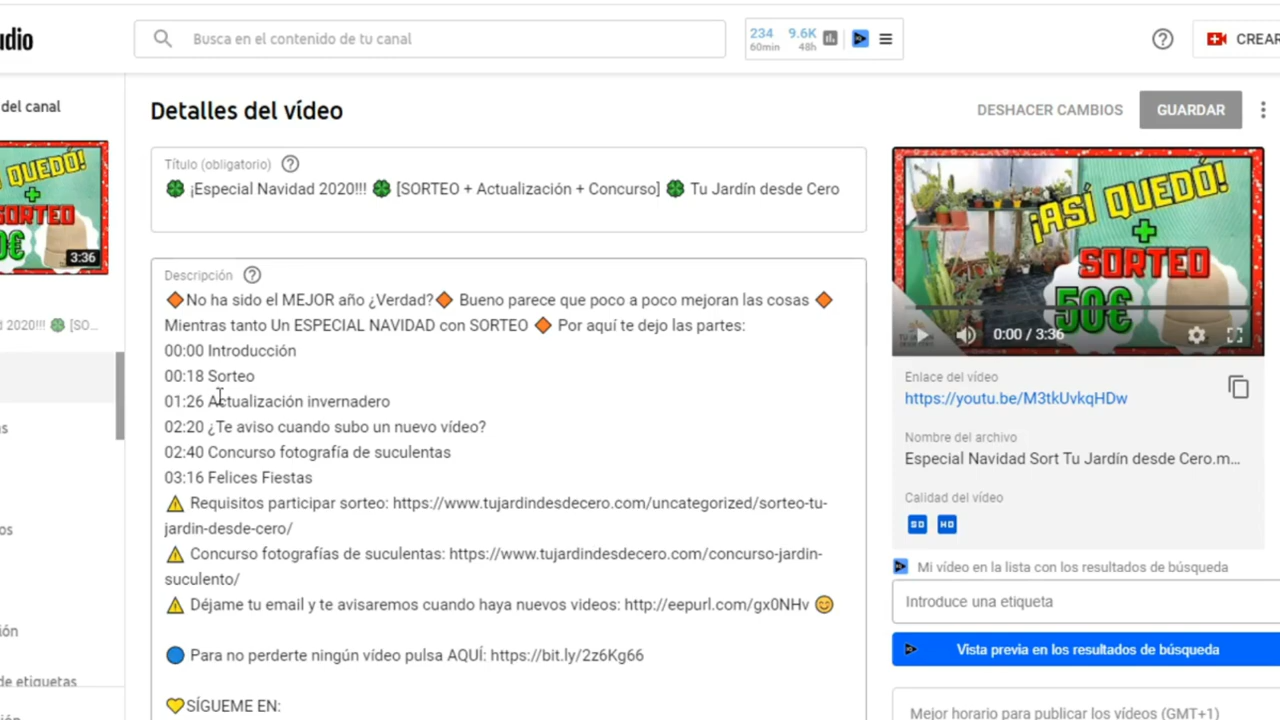 udio
Busca en el contenido de tu canal
234
60min
9.6K
48h
CREAR
del canal
QUEDÓ!
+
SORTEO
0€
3:36
2020!!! 🍀 [SO...
s
os
ión
de etiquetas
ción
Detalles del vídeo
DESHACER CAMBIOS
GUARDAR
Título (obligatorio)
🍀 ¡Especial Navidad 2020!!! 🍀 [SORTEO + Actualización + Concurso] 🍀 Tu Jardín desde Cero
Descripción
🔶No ha sido el MEJOR año ¿Verdad?🔶 Bueno parece que poco a poco mejoran las cosas 🔶
Mientras tanto Un ESPECIAL NAVIDAD con SORTEO 🔶 Por aquí te dejo las partes:
00:00 Introducción
00:18 Sorteo
01:26 Actualización invernadero
02:20 ¿Te aviso cuando subo un nuevo vídeo?
02:40 Concurso fotografía de suculentas
03:16 Felices Fiestas
⚠️ Requisitos participar sorteo: https://www.tujardindesdecero.com/uncategorized/sorteo-tu-
jardin-desde-cero/
⚠️ Concurso fotografías de suculentas: https://www.tujardindesdecero.com/concurso-jardin-
suculento/
⚠️ Déjame tu email y te avisaremos cuando haya nuevos videos: http://eepurl.com/gx0NHv 😊
🔵 Para no perderte ningún vídeo pulsa AQUÍ: https://bit.ly/2z6Kg66
💛SÍGUEME EN:
¡ASÍ QUEDÓ!
+
SORTEO
50€
0:00 / 3:36
Enlace del vídeo
https://youtu.be/M3tkUvkqHDw
Nombre del archivo
Especial Navidad Sort Tu Jardín desde Cero.m...
Calidad del vídeo
SD HD
Mi vídeo en la lista con los resultados de búsqueda
Introduce una etiqueta
Vista previa en los resultados de búsqueda
Mejor horario para publicar los vídeos (GMT+1)